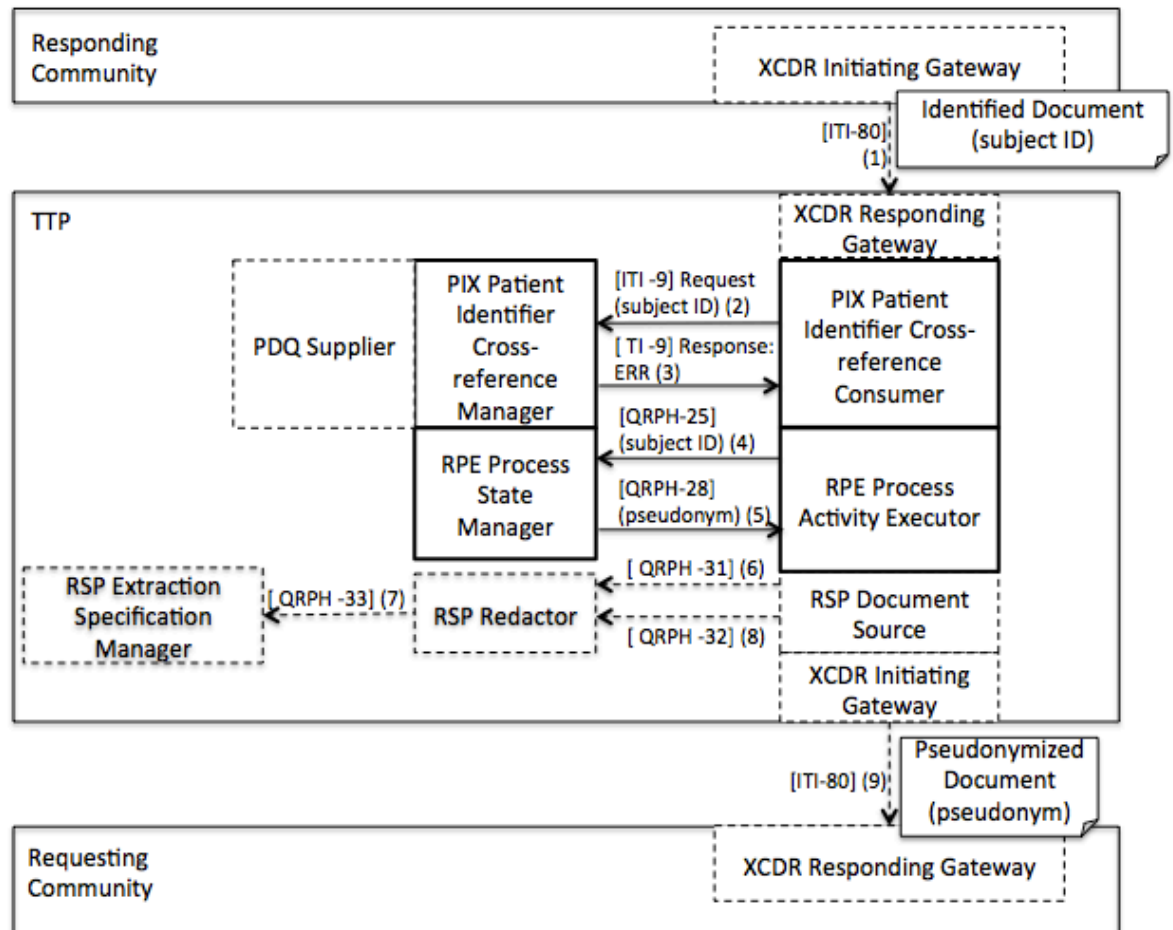 Responding
Community
XCDR Initiating Gateway
Identified Document
(subject ID)
[ITI-80]
(1)
TTP
XCDR Responding
Gateway
PDQ Supplier
PIX Patient
Identifier
Cross-
reference
Manager
[ITI -9] Request
(subject ID) (2)
[ TI -9] Response:
ERR (3)
PIX Patient
Identifier Cross-
reference
Consumer
[QRPH-25]
(subject ID) (4)
RPE Process
State
Manager
[QRPH-28]
(pseudonym) (5)
RPE Process
Activity Executor
RSP Extraction
Specification
Manager
[ QRPH -33] (7)
RSP Redactor
[ QRPH -31] (6)
[ QRPH -32] (8)
RSP Document
Source
XCDR Initiating
Gateway
[ITI-80] (9)
Pseudonymized
Document
(pseudonym)
Requesting
Community
XCDR Responding Gateway